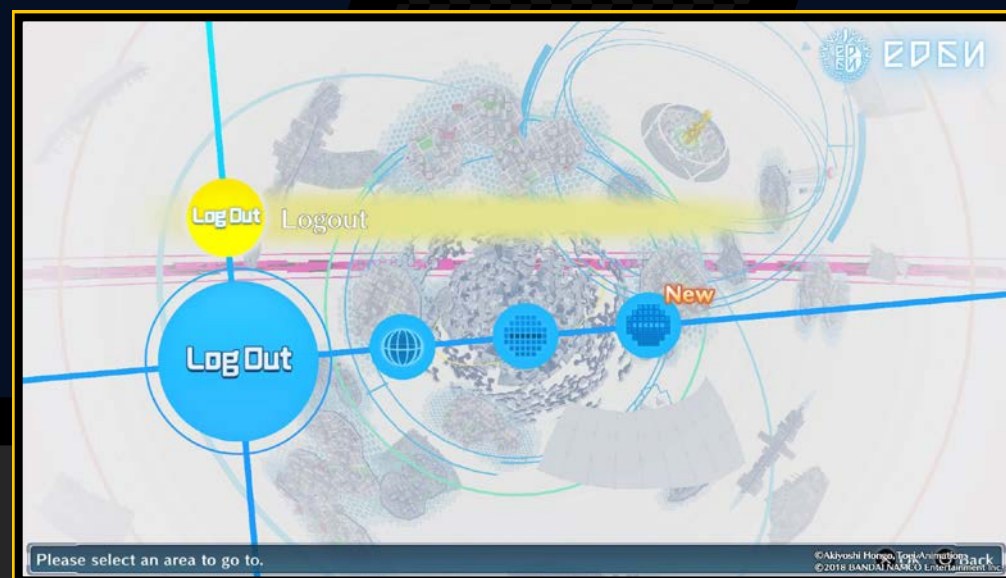 EDEN
Log Out Logout
New
Log Out
Please select an area to go to.
©Akiyoshi Hongo, Toei Animation
©2018 BANDAI NAMCO Entertainment Inc.
Back